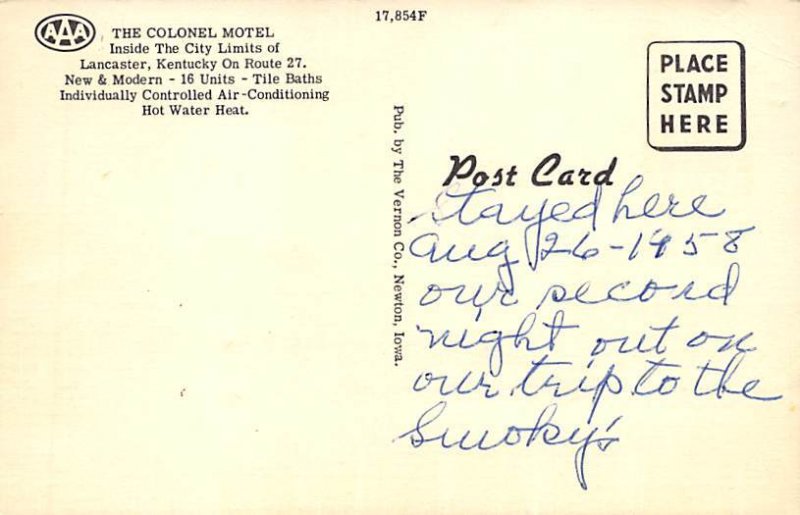 17,854F
AAA
THE COLONEL MOTEL
Inside The City Limits of
Lancaster, Kentucky On Route 27.
New & Modern - 16 Units - Tile Baths
Individually Controlled Air-Conditioning
Hot Water Heat.
Pub. by The Vernon Co., Newton, Iowa.
PLACE
STAMP
HERE
Post Card
Stayed here
Aug 26-1958
our second
night out on
our trip to the
Smoky's